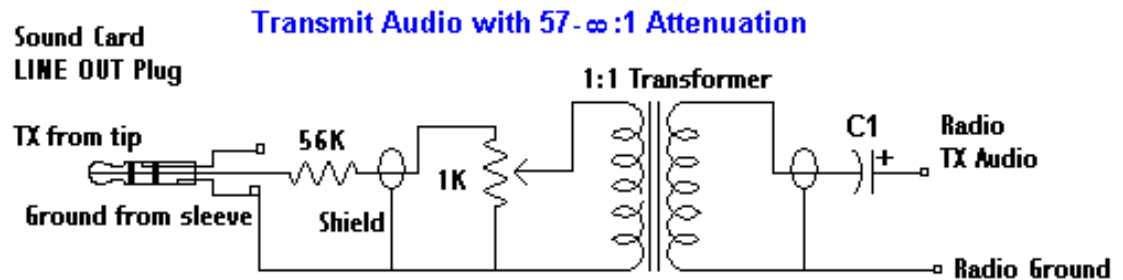 Transmit Audio with 57-∞:1 Attenuation
Sound Card
LINE OUT Plug
1:1 Transformer
TX from tip
56K
1K
C1
+
Radio
TX Audio
Ground from sleeve
Shield
Radio Ground